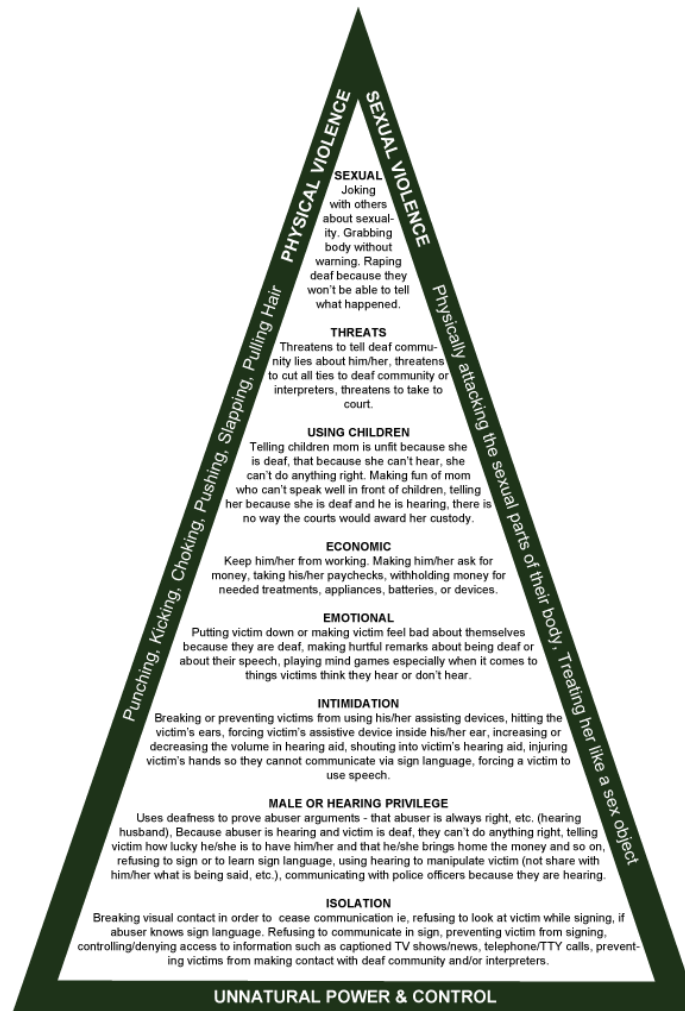 PHYSICAL VIOLENCE
SEXUAL VIOLENCE
Punching, Kicking, Choking, Pushing, Slapping, Pulling Hair
Physically attacking the sexual parts of their body, Treating her like a sex object
SEXUAL
Joking
with others
about sexual-
ity. Grabbing
body without
warning. Raping
deaf because they
won't be able to tell
what happened.
THREATS
Threatens to tell deaf commu-
nity lies about him/her, threatens
to cut all ties to deaf community or
interpreters, threatens to take to
court.
USING CHILDREN
Telling children mom is unfit because she
is deaf, that because she can't hear, she
can't do anything right. Making fun of mom
who can't speak well in front of children, telling
her because she is deaf and he is hearing, there is
no way the courts would award her custody.
ECONOMIC
Keep him/her from working. Making him/her ask for
money, taking his/her paychecks, withholding money for
needed treatments, appliances, batteries, or devices.
EMOTIONAL
Putting victim down or making victim feel bad about themselves
because they are deaf, making hurtful remarks about being deaf or
about their speech, playing mind games especially when it comes to
things victims think they hear or don't hear.
INTIMIDATION
Breaking or preventing victims from using his/her assisting devices, hitting the
victim's ears, forcing victim's assistive device inside his/her ear, increasing or
decreasing the volume in hearing aid, shouting into victim's hearing aid, injuring
victim's hands so they cannot communicate via sign language, forcing a victim to
use speech.
MALE OR HEARING PRIVILEGE
Uses deafness to prove abuser arguments - that abuser is always right, etc. (hearing
husband), Because abuser is hearing and victim is deaf, they can't do anything right, telling
victim how lucky he/she is to have him/her and that he/she brings home the money and so on,
refusing to sign or to learn sign language, using hearing to manipulate victim (not share with
him/her what is being said, etc.), communicating with police officers because they are hearing.
ISOLATION
Breaking visual contact in order to cease communication ie, refusing to look at victim while signing, if
abuser knows sign language. Refusing to communicate in sign, preventing victim from signing,
controlling/denying access to information such as captioned TV shows/news, telephone/TTY calls, prevent-
ing victims from making contact with deaf community and/or interpreters.
UNNATURAL POWER & CONTROL